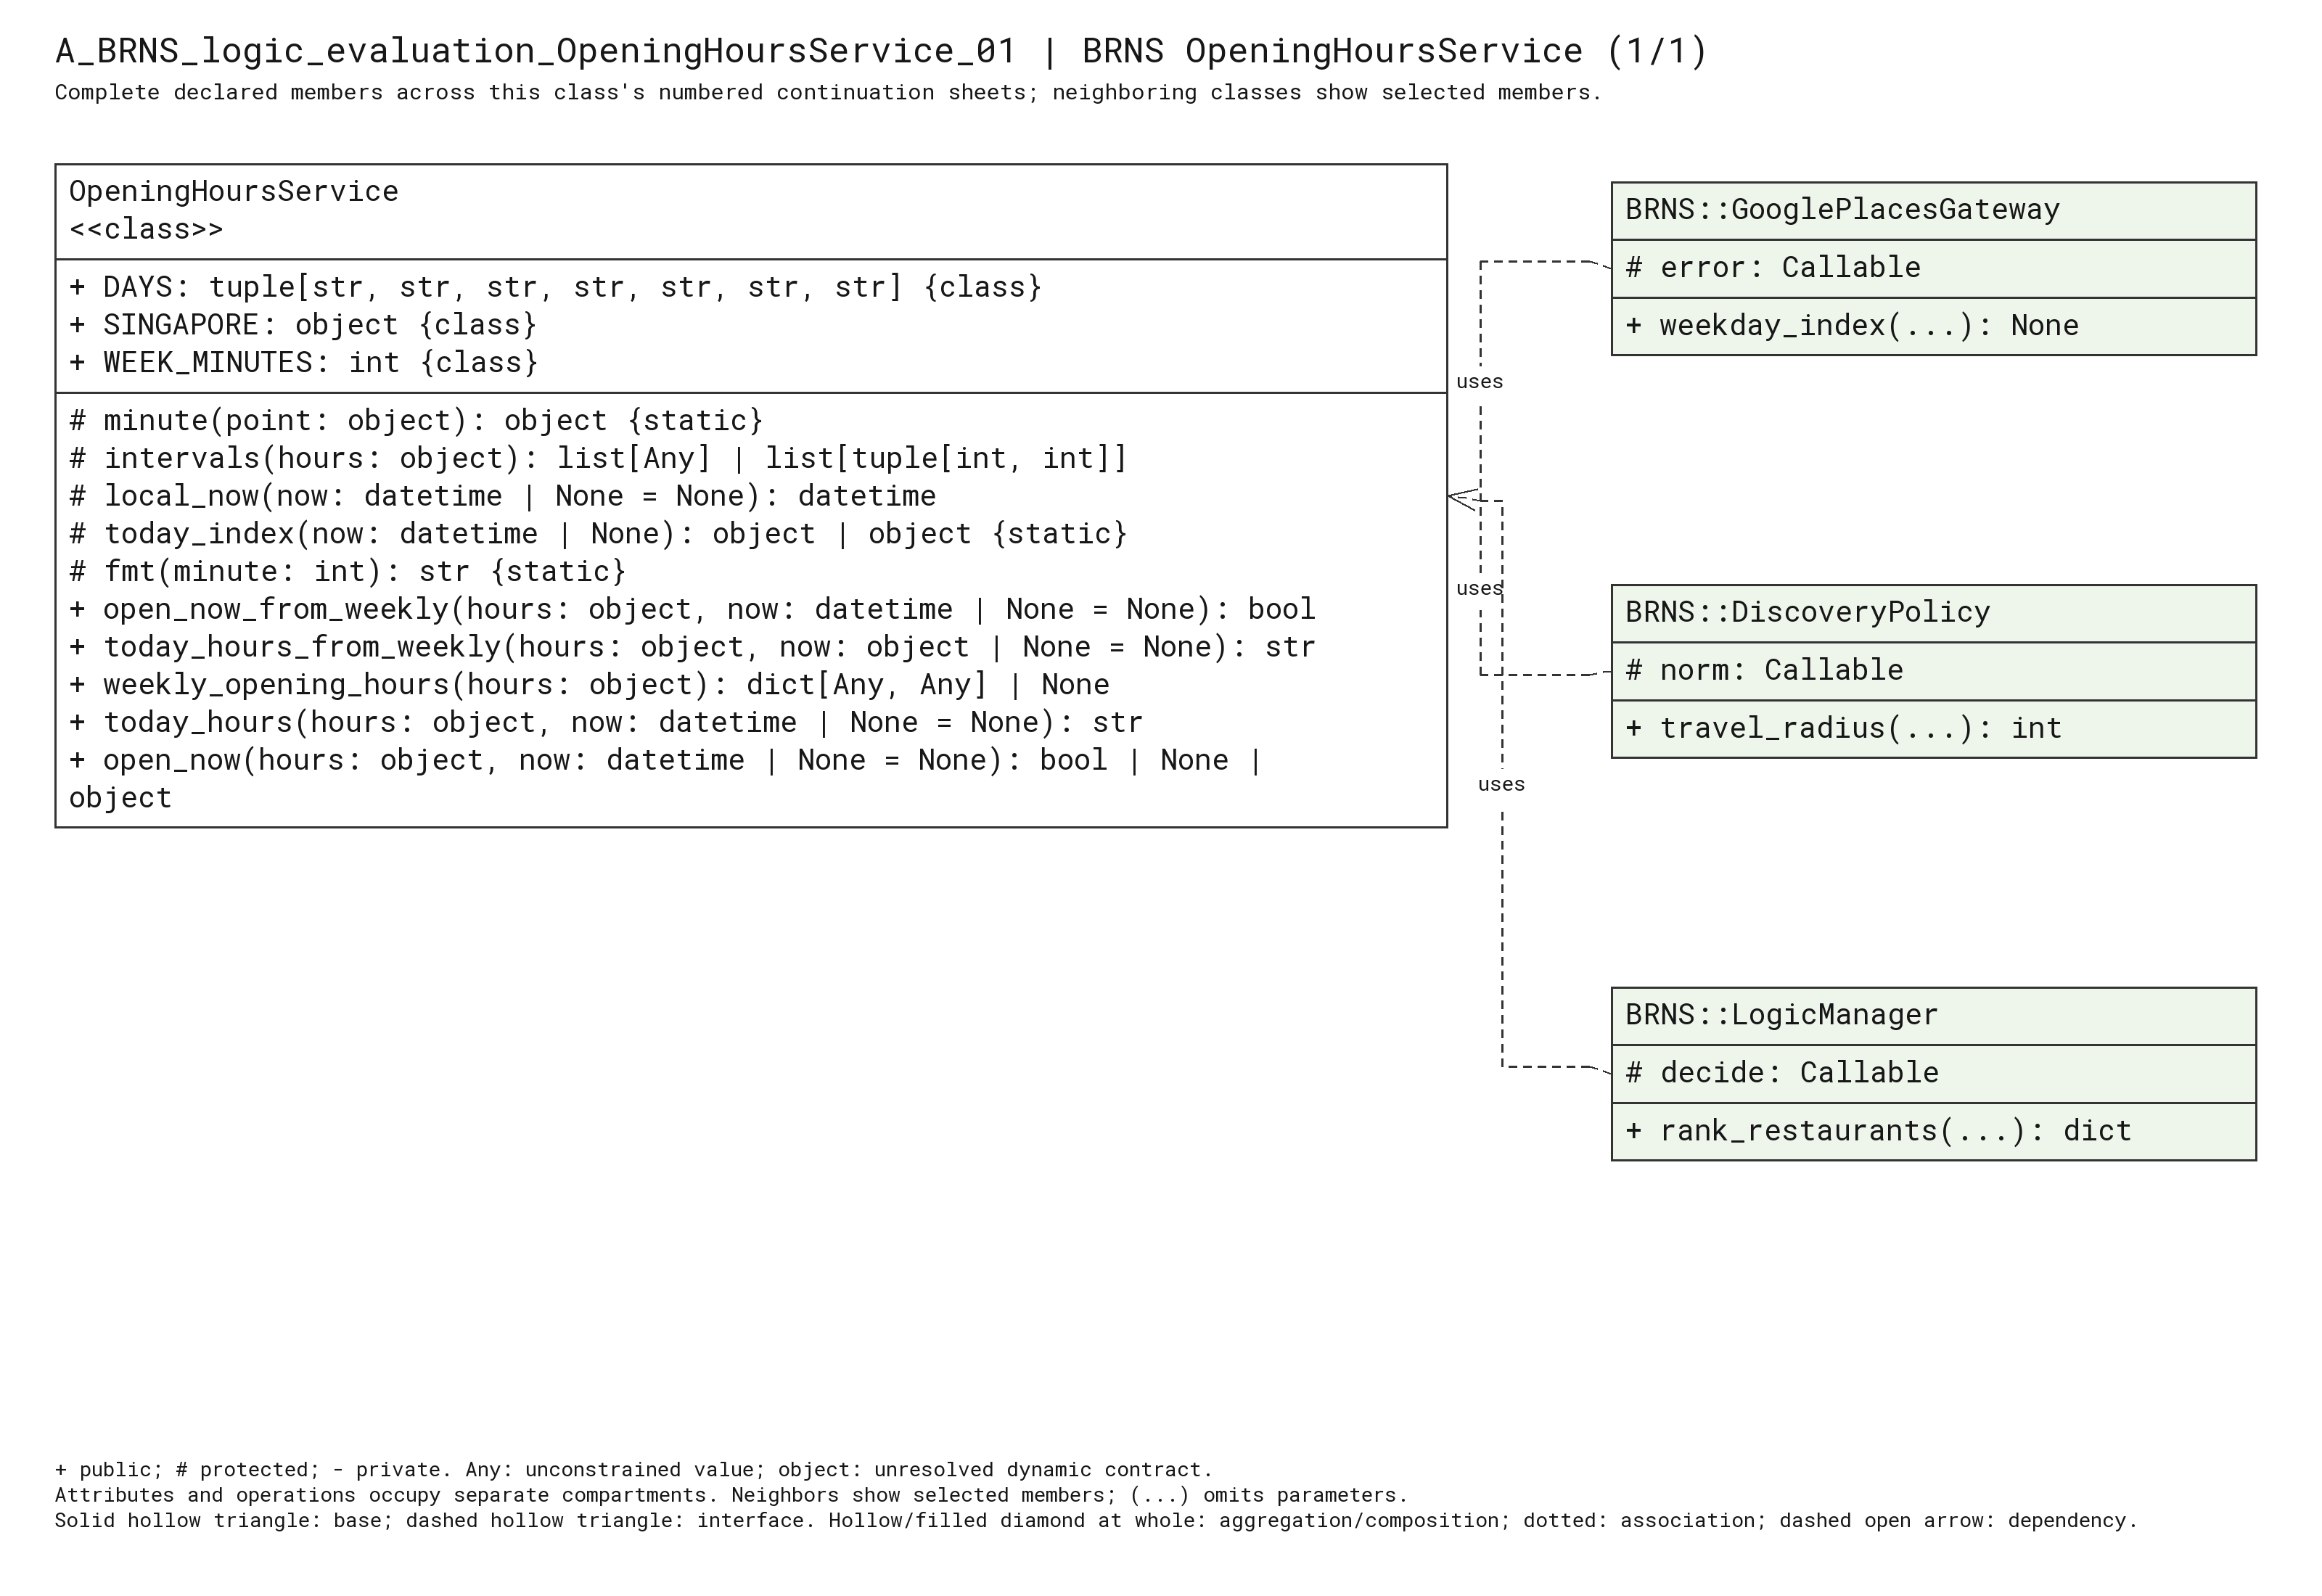 A_BRNS_logic_evaluation_OpeningHoursService_01 | BRNS OpeningHoursService (1/1)
Complete declared members across this class's numbered continuation sheets; neighboring classes show selected members.
OpeningHoursService
<<class>>
+ DAYS: tuple[str, str, str, str, str, str, str] {class}
+ SINGAPORE: object {class}
+ WEEK_MINUTES: int {class}
# minute(point: object): object {static}
# intervals(hours: object): list[Any] | list[tuple[int, int]]
# local_now(now: datetime | None = None): datetime
# today_index(now: datetime | None): object | object {static}
# fmt(minute: int): str {static}
+ open_now_from_weekly(hours: object, now: datetime | None = None): bool
+ today_hours_from_weekly(hours: object, now: object | None = None): str
+ weekly_opening_hours(hours: object): dict[Any, Any] | None
+ today_hours(hours: object, now: datetime | None = None): str
+ open_now(hours: object, now: datetime | None = None): bool | None |
object
uses
uses
uses
BRNS::GooglePlacesGateway
# error: Callable
+ weekday_index(...): None
BRNS::DiscoveryPolicy
# norm: Callable
+ travel_radius(...): int
BRNS::LogicManager
# decide: Callable
+ rank_restaurants(...): dict
+ public; # protected; - private. Any: unconstrained value; object: unresolved dynamic contract.
Attributes and operations occupy separate compartments. Neighbors show selected members; (...) omits parameters.
Solid hollow triangle: base; dashed hollow triangle: interface. Hollow/filled diamond at whole: aggregation/composition; dotted: association; dashed open arrow: dependency.